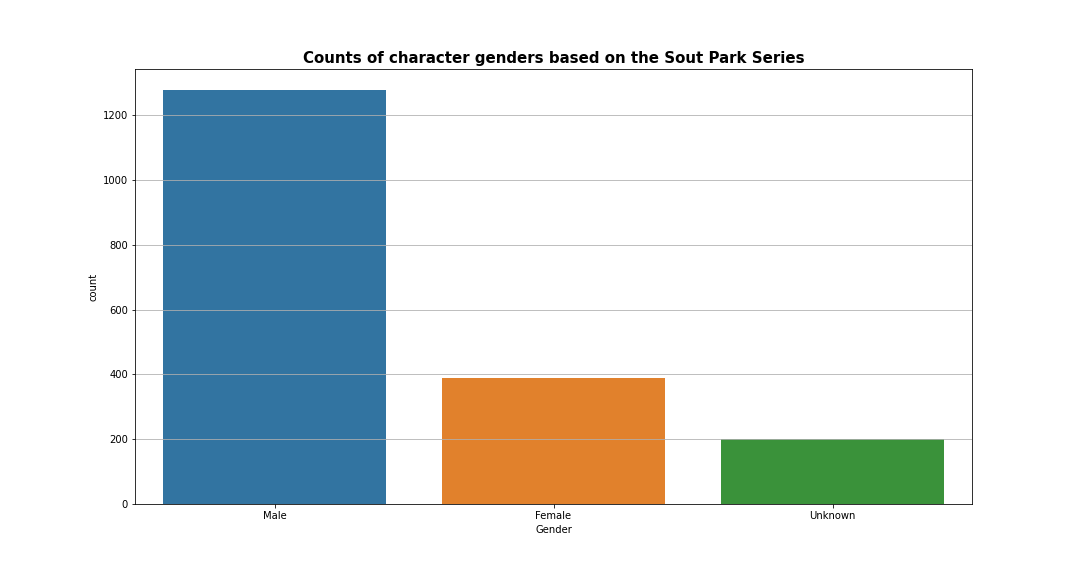 Counts of character genders based on the Sout Park Series
1200
1000
800
600
400
200
0
count
Male
Female
Unknown
Gender